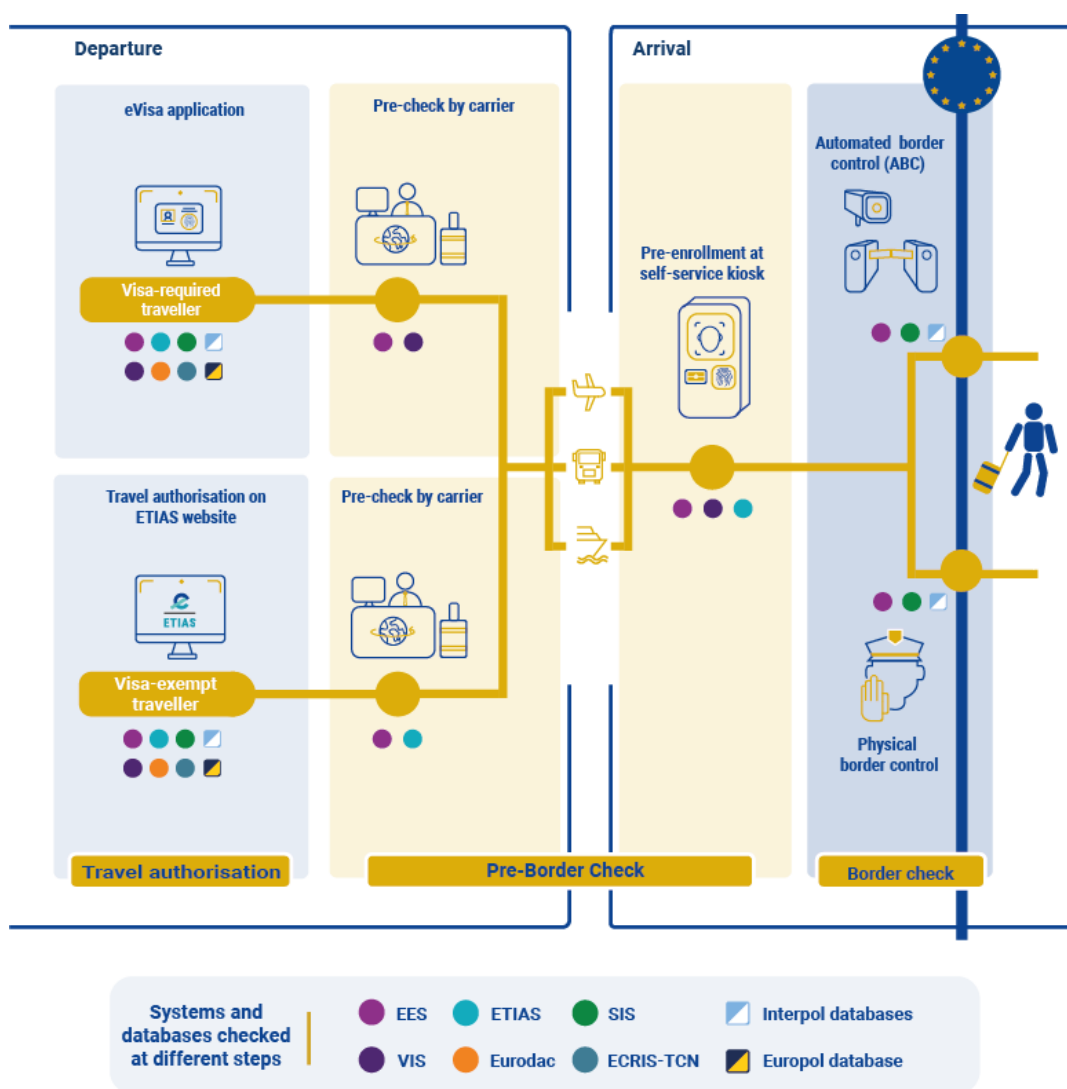 Departure
Arrival
eVisa application
Pre-check by carrier
Automated border
control (ABC)
Pre-enrollment at
self-service kiosk
Visa-required
traveller
Travel authorisation on
ETIAS website
Pre-check by carrier
ETIAS
Visa-exempt
traveller
Physical
border control
Travel authorisation
Pre-Border Check
Border check
Systems and
databases checked
at different steps
EES
ETIAS
SIS
Interpol databases
VIS
Eurodac
ECRIS-TCN
Europol database